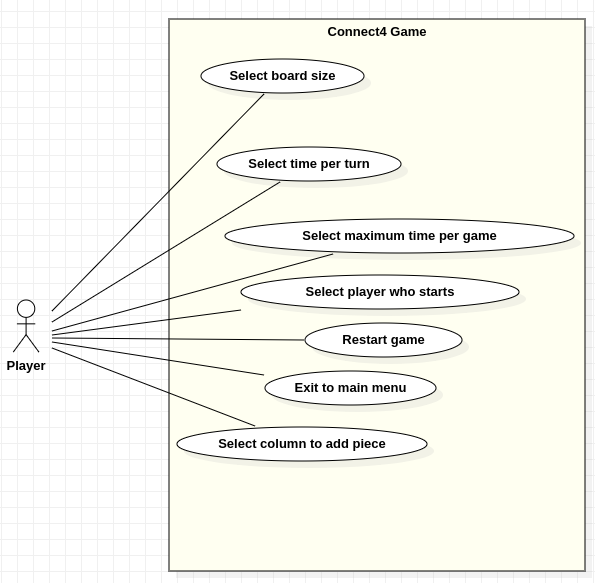 Connect4 Game
Select board size
Select time per turn
Select maximum time per game
Select player who starts
Restart game
Player
Exit to main menu
Select column to add piece